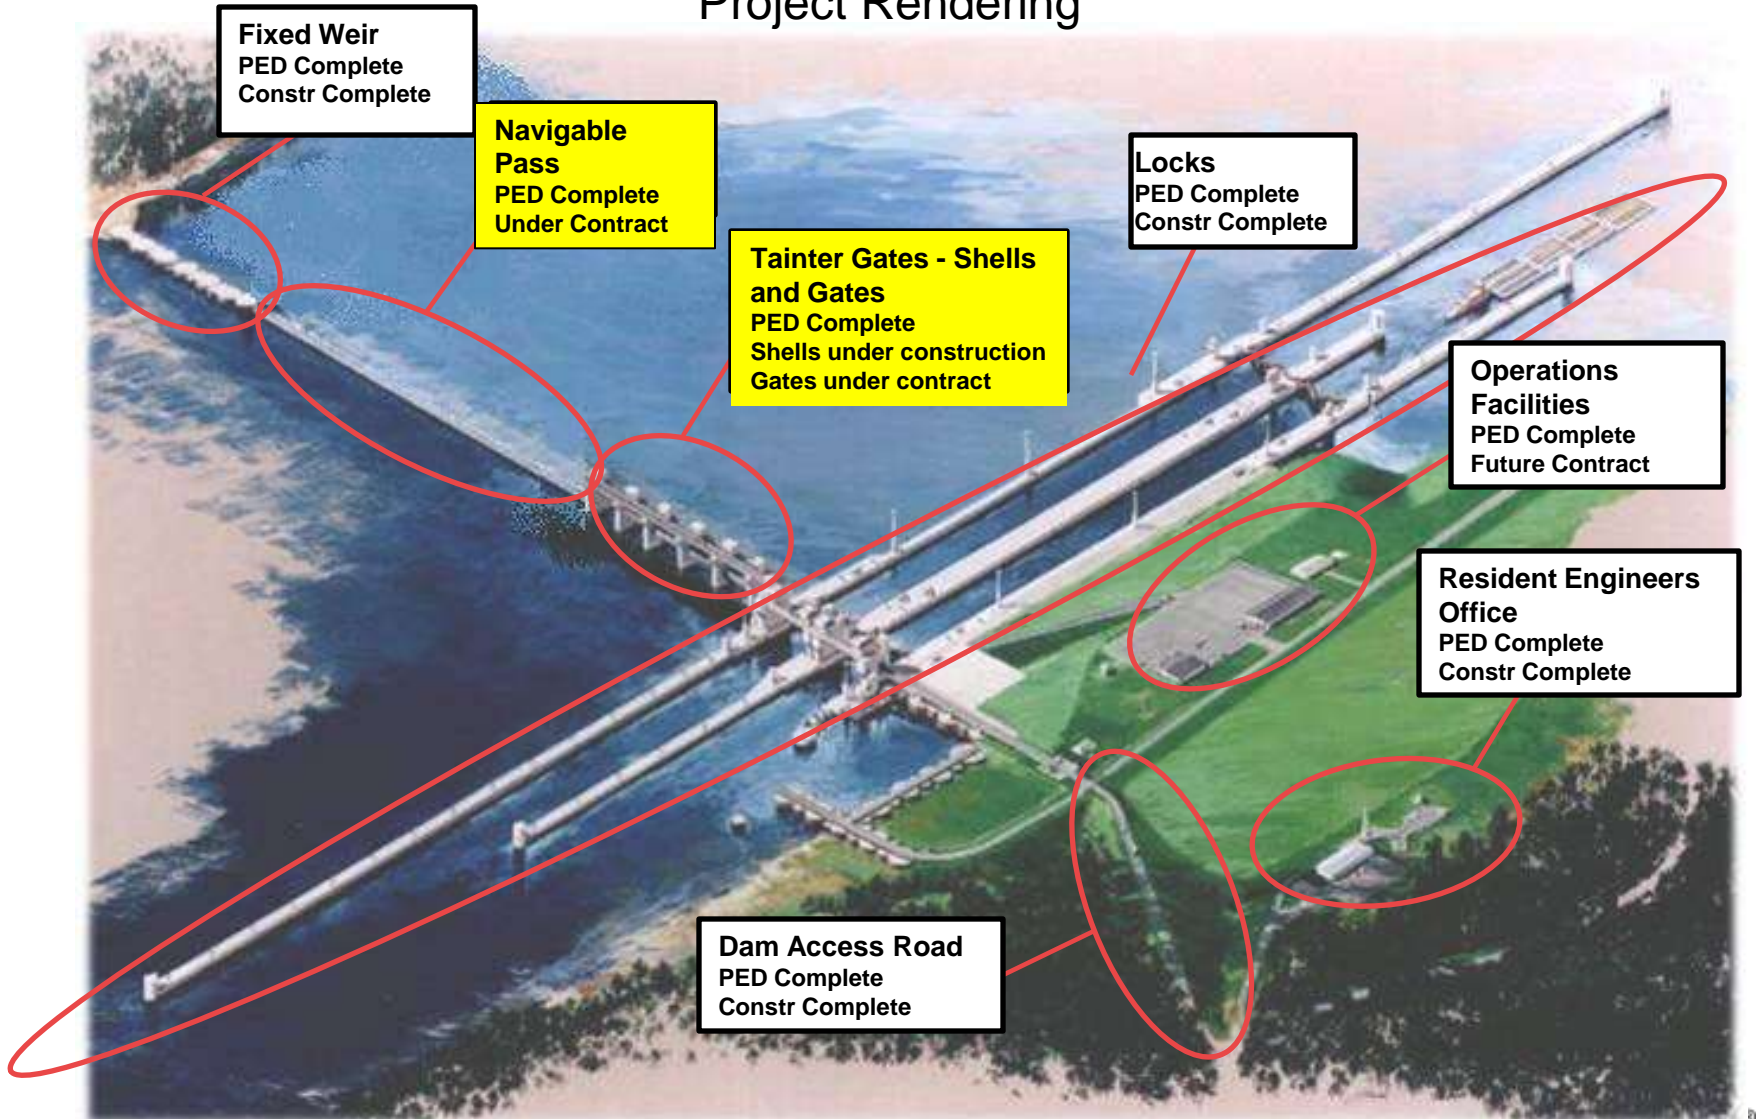 Project Rendering
Fixed Weir
PED Complete
Constr Complete
Navigable
Pass
PED Complete
Under Contract
Tainter Gates - Shells
and Gates
PED Complete
Shells under construction
Gates under contract
Locks
PED Complete
Constr Complete
Operations
Facilities
PED Complete
Future Contract
Resident Engineers
Office
PED Complete
Constr Complete
Dam Access Road
PED Complete
Constr Complete